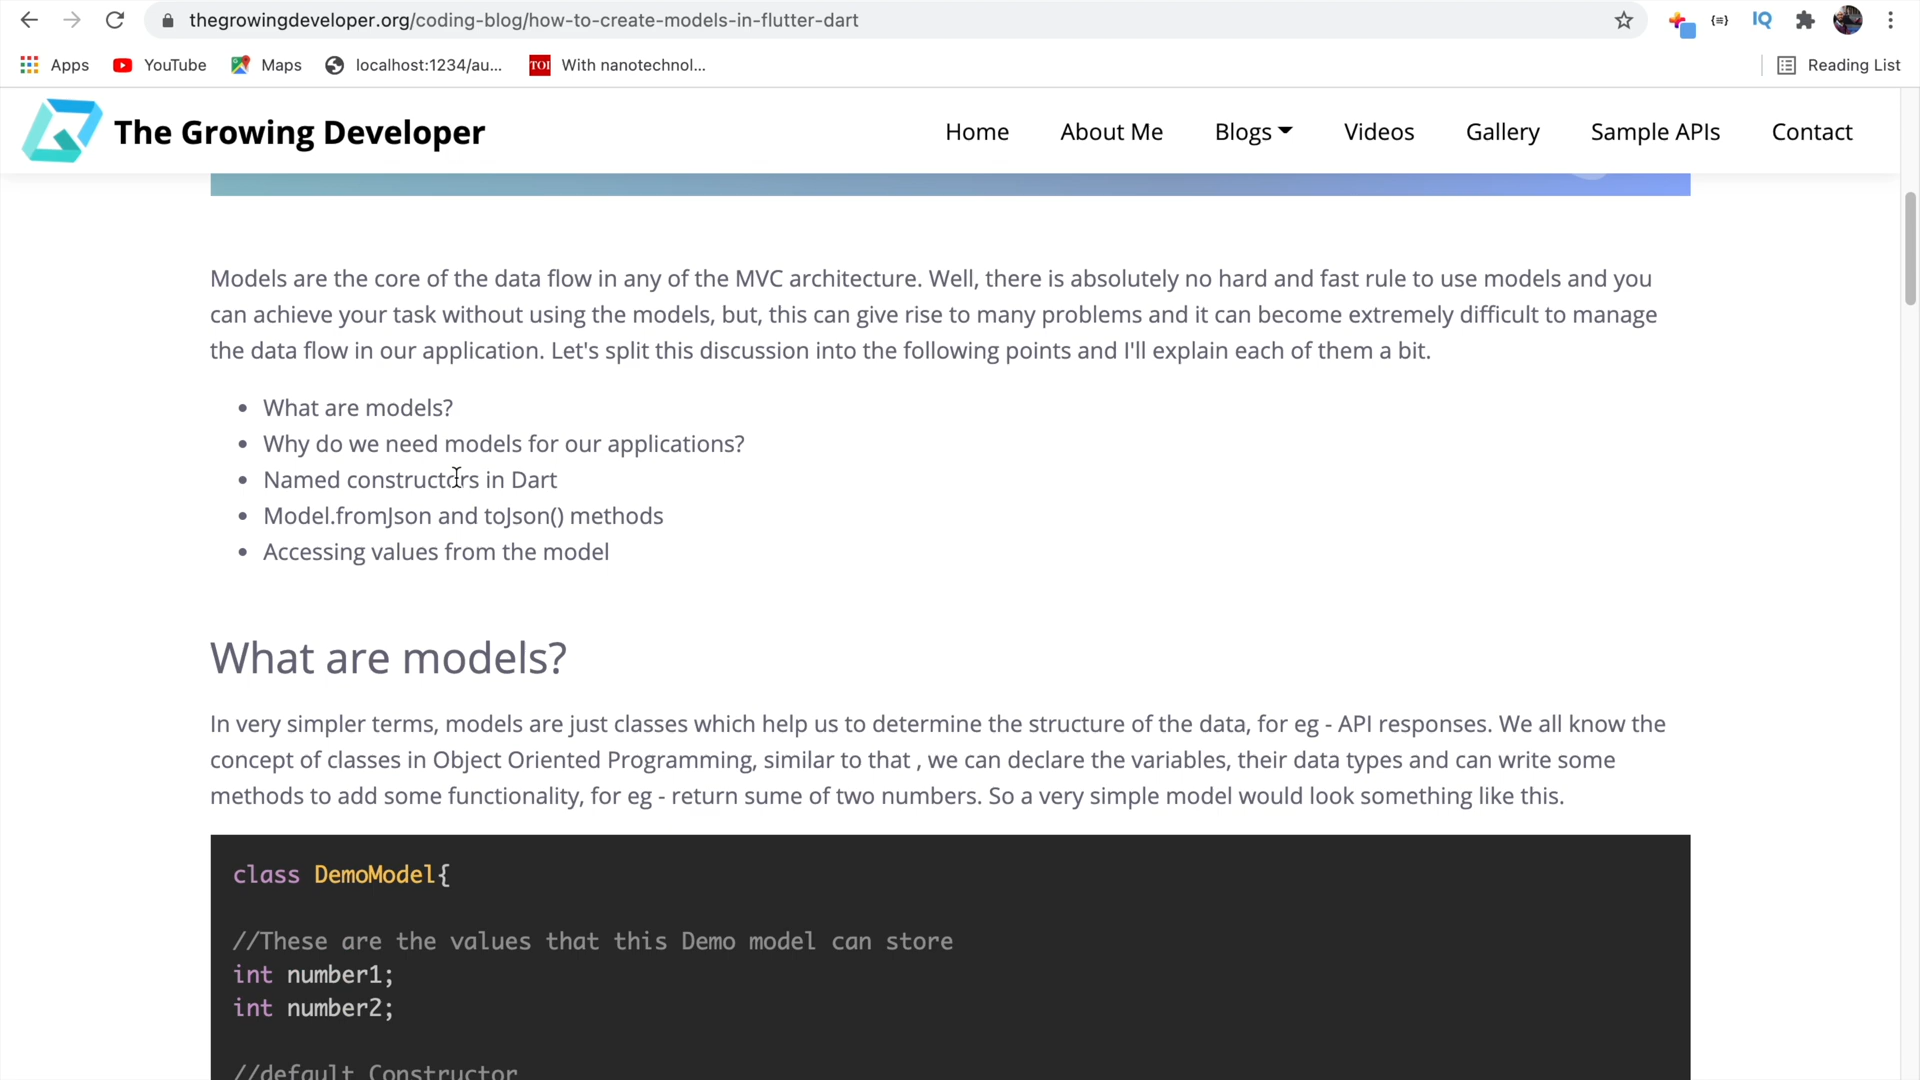 thegrowingdeveloper.org/coding-blog/how-to-create-models-in-flutter-dart
{≡} IQ
Apps YouTube Maps localhost:1234/au... TOI With nanotechnol... Reading List
The Growing Developer Home About Me Blogs Videos Gallery Sample APIs Contact
Models are the core of the data flow in any of the MVC architecture. Well, there is absolutely no hard and fast rule to use models and you
can achieve your task without using the models, but, this can give rise to many problems and it can become extremely difficult to manage
the data flow in our application. Let's split this discussion into the following points and I'll explain each of them a bit.
• What are models?
• Why do we need models for our applications?
• Named constructors in Dart
• Model.fromJson and toJson() methods
• Accessing values from the model
What are models?
In very simpler terms, models are just classes which help us to determine the structure of the data, for eg - API responses. We all know the
concept of classes in Object Oriented Programming, similar to that , we can declare the variables, their data types and can write some
methods to add some functionality, for eg - return sume of two numbers. So a very simple model would look something like this.
class DemoModel{
//These are the values that this Demo model can store
int number1;
int number2;
//default Constructor